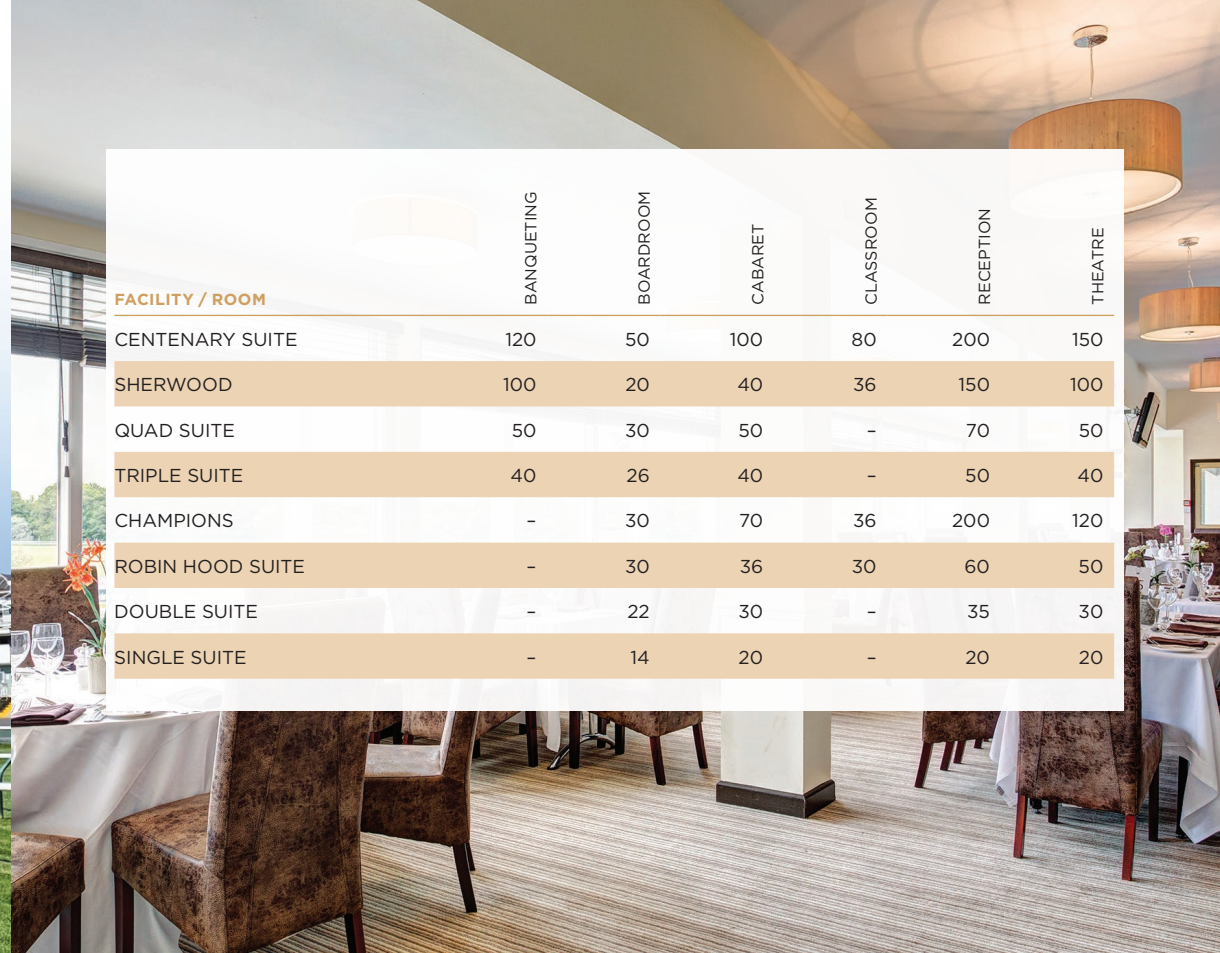 FACILITY / ROOM BANQUETING BOARDROOM CABARET CLASSROOM RECEPTION THEATRE
CENTENARY SUITE 120 50 100 80 200 150
SHERWOOD 100 20 40 36 150 100
QUAD SUITE 50 30 50 – 70 50
TRIPLE SUITE 40 26 40 – 50 40
CHAMPIONS – 30 70 36 200 120
ROBIN HOOD SUITE – 30 36 30 60 50
DOUBLE SUITE – 22 30 – 35 30
SINGLE SUITE – 14 20 – 20 20